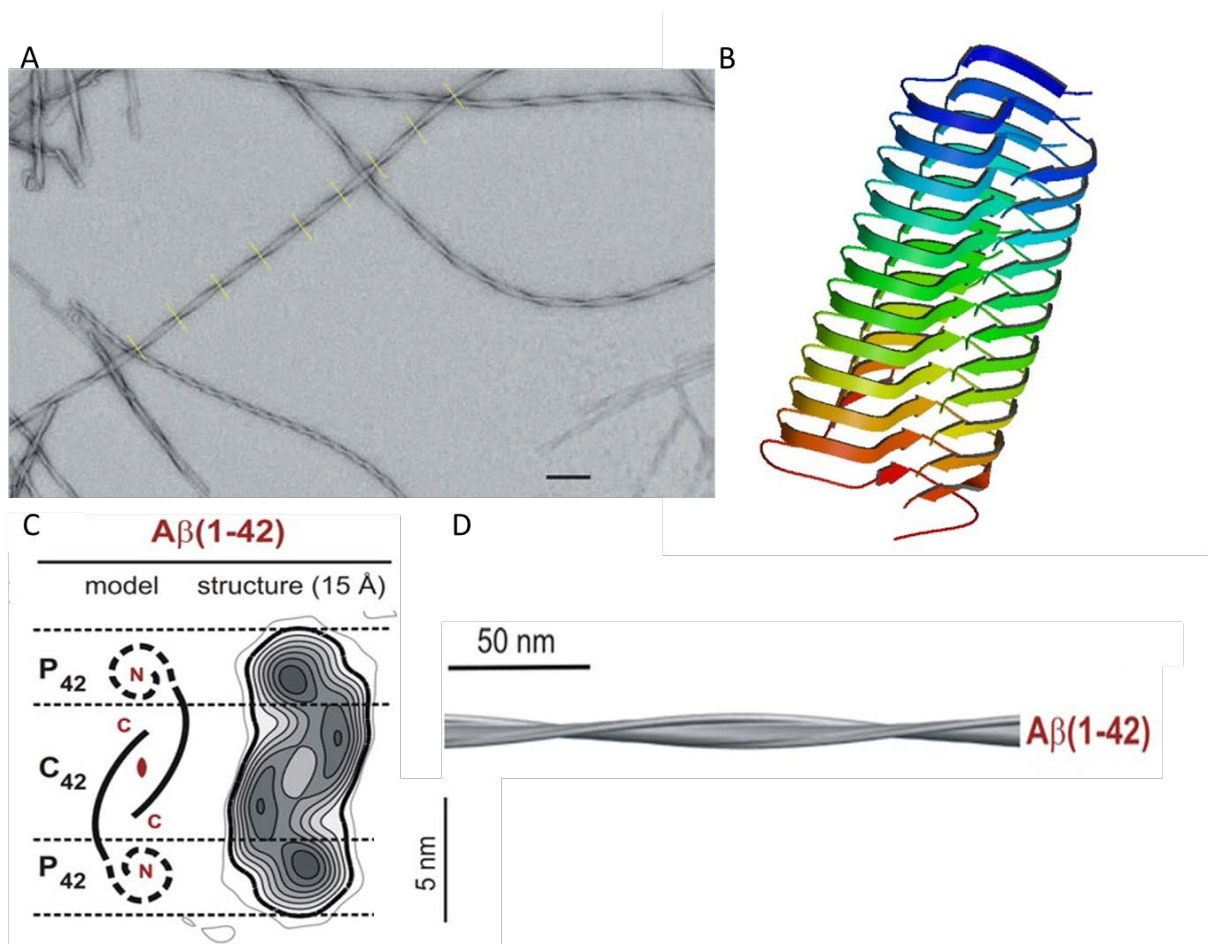 A
B
C
Aβ(1-42)
model
structure (15 Å)
P42
N
C
C42
C
P42
N
5 nm
D
50 nm
Aβ(1-42)